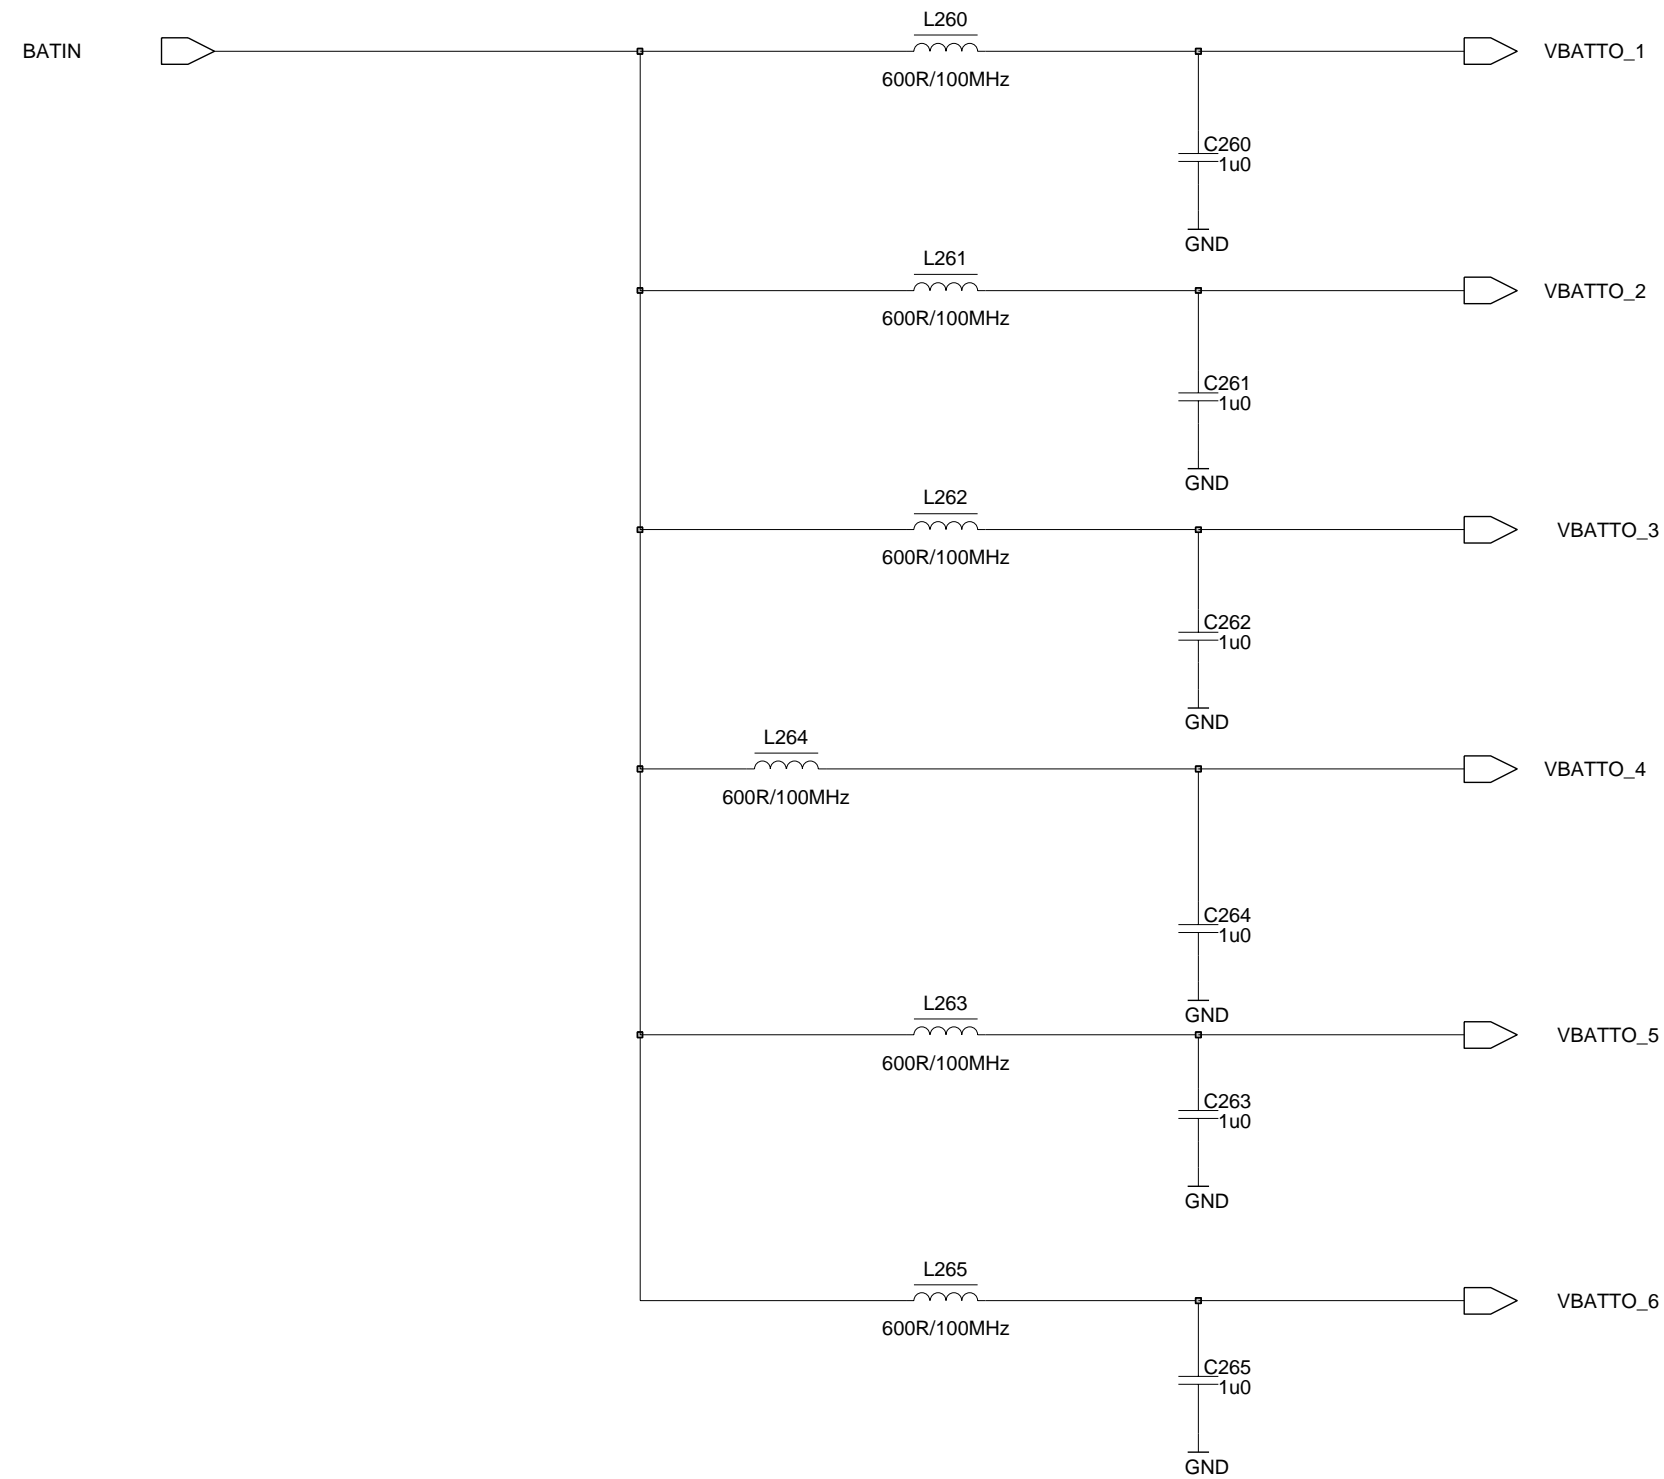 L260
BATIN
VBATTO_1
600R/100MHz
C260
1u0
GND
L261
VBATTO_2
600R/100MHz
C261
1u0
GND
L262
VBATTO_3
600R/100MHz
C262
1u0
GND
L264
VBATTO_4
600R/100MHz
C264
1u0
GND
L263
VBATTO_5
600R/100MHz
C263
1u0
GND
L265
VBATTO_6
600R/100MHz
C265
1u0
GND